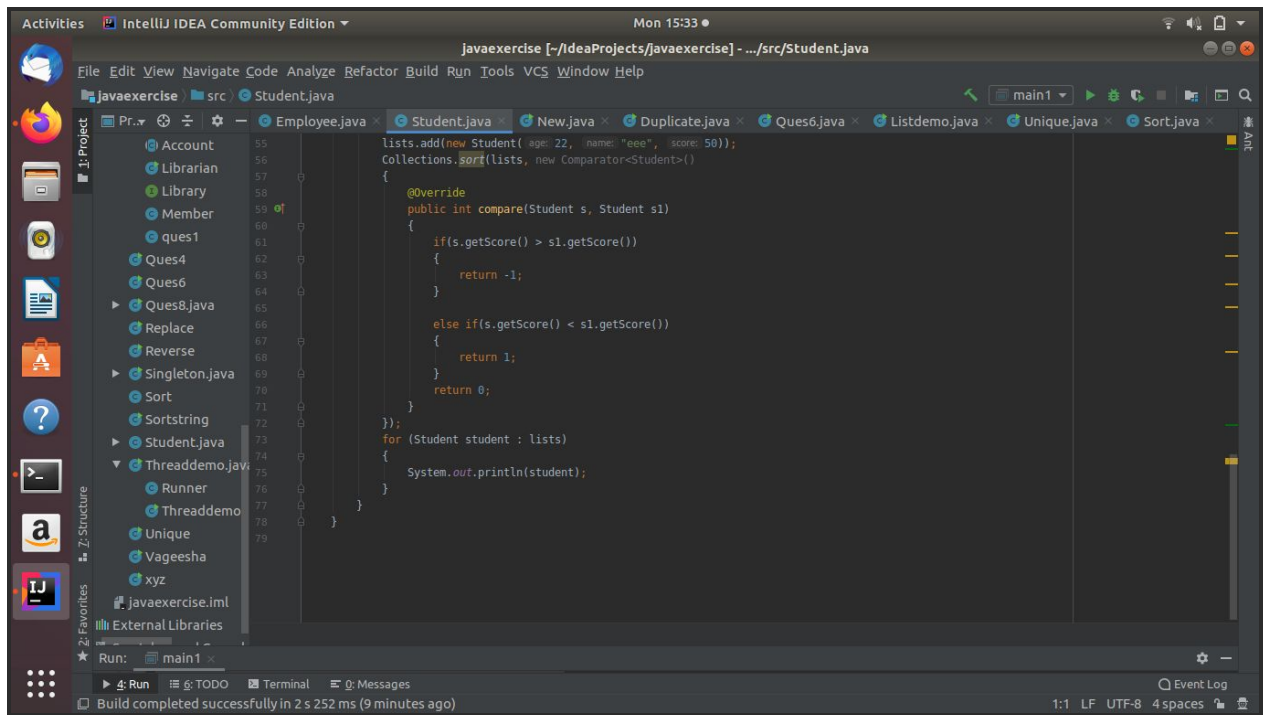 Activities IntelliJ IDEA Community Edition Mon 15:33
javaexercise [~/IdeaProjects/javaexercise] - .../src/Student.java
File Edit View Navigate Code Analyze Refactor Build Run Tools VCS Window Help
javaexercise src Student.java main1
Pr.. Employee.java Student.java New.java Duplicate.java Ques6.java Listdemo.java Unique.java Sort.java
1: Project
Ant
Account
Librarian
Library
Member
ques1
Ques4
Ques6
Ques8.java
Replace
Reverse
Singleton.java
Sort
Sortstring
Student.java
Threaddemo.java
Runner
Threaddemo
Unique
Vageesha
xyz
javaexercise.iml
External Libraries
55 lists.add(new Student( age: 22, name: "eee", score: 50));
56 Collections.sort(lists, new Comparator<Student>()
57 {
58 @Override
59 public int compare(Student s, Student s1)
60 {
61 if(s.getScore() > s1.getScore())
62 {
63 return -1;
64 }
65
66 else if(s.getScore() < s1.getScore())
67 {
68 return 1;
69 }
70 return 0;
71 }
72 });
73 for (Student student : lists)
74 {
75 System.out.println(student);
76 }
77 }
78 }
79
Z: Structure
2: Favorites
Run: main1
4: Run 6: TODO Terminal 0: Messages Event Log
Build completed successfully in 2 s 252 ms (9 minutes ago) 1:1 LF UTF-8 4 spaces